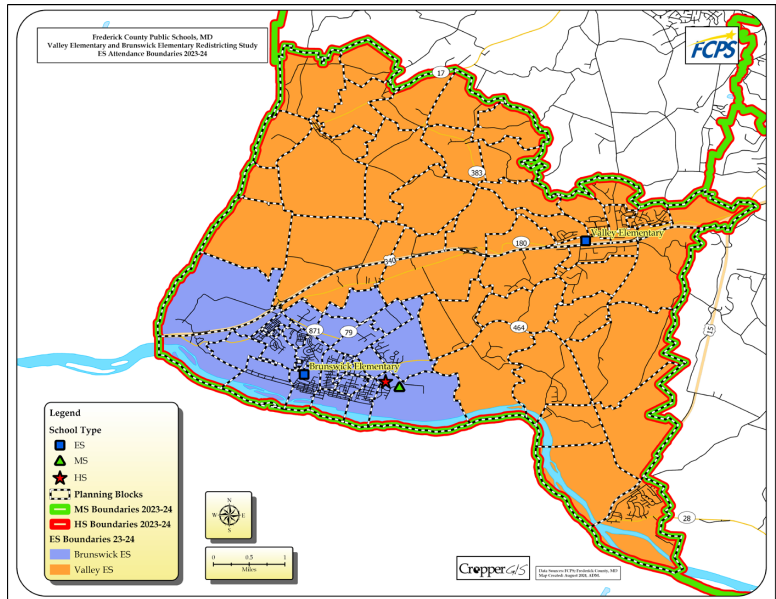 Frederick County Public Schools, MD
Valley Elementary and Brunswick Elementary Redistricting Study
ES Attendance Boundaries 2023-24
FCPS
17
383
Valley Elementary
180
340
15
871
79
464
Brunswick Elementary
28
Legend
School Type
ES
MS
HS
Planning Blocks
MS Boundaries 2023-24
HS Boundaries 2023-24
ES Boundaries 23-24
Brunswick ES
Valley ES
N
W E
S
0 0.5 1
Miles
Cropper GIS
Data Sources: FCPS; Frederick County, MD
Map Created: August 2023,